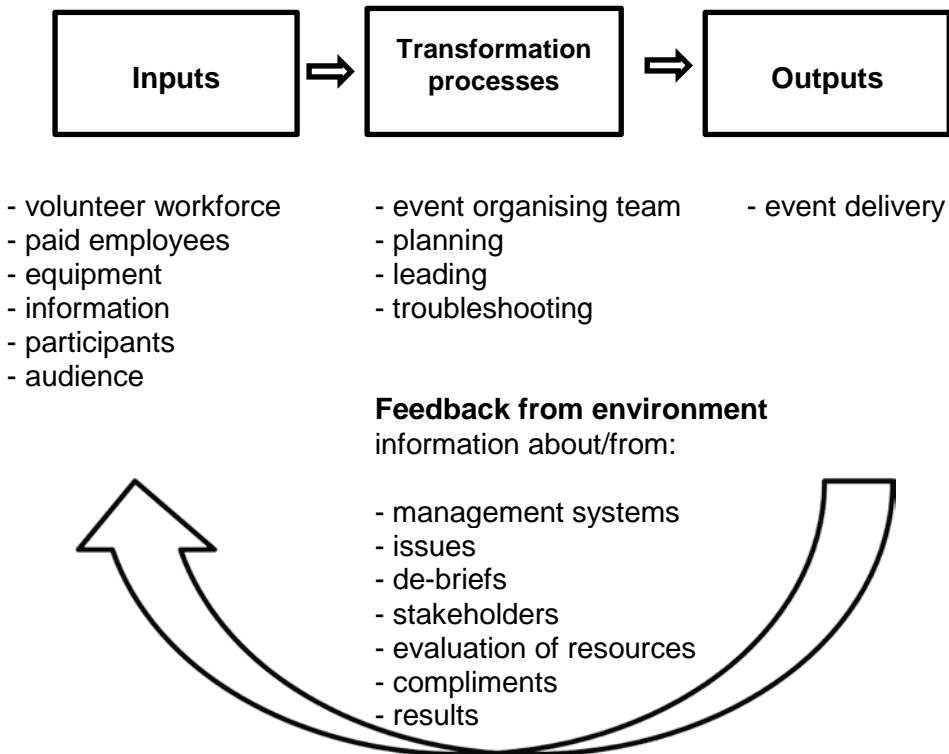 Inputs
Transformation
processes
Outputs
- volunteer workforce
- paid employees
- equipment
- information
- participants
- audience
- event organising team
- planning
- leading
- troubleshooting
- event delivery
Feedback from environment
information about/from:
- management systems
- issues
- de-briefs
- stakeholders
- evaluation of resources
- compliments
- results